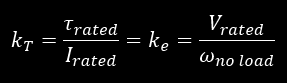 k_T = τ_rated / I_rated = k_e = V_rated / ω_no load